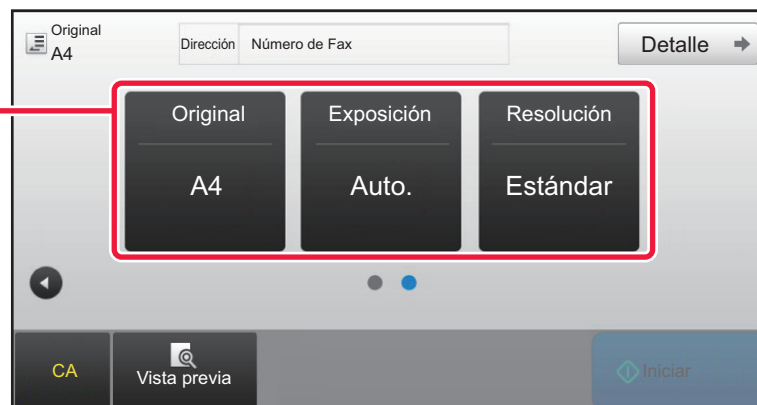 Original
A4
Dirección Número de Fax
Detalle
Original Exposición Resolución
A4 Auto. Estándar
CA
Vista previa
Iniciar